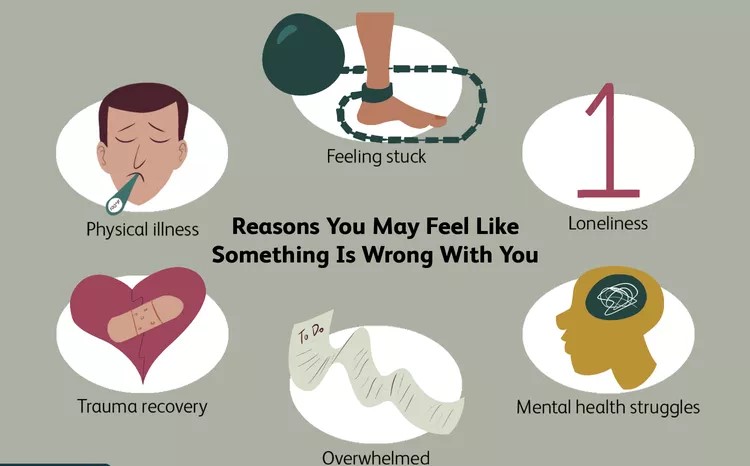 Feeling stuck
Physical illness
Loneliness
Reasons You May Feel Like
Something Is Wrong With You
To Do
Trauma recovery
Mental health struggles
Overwhelmed